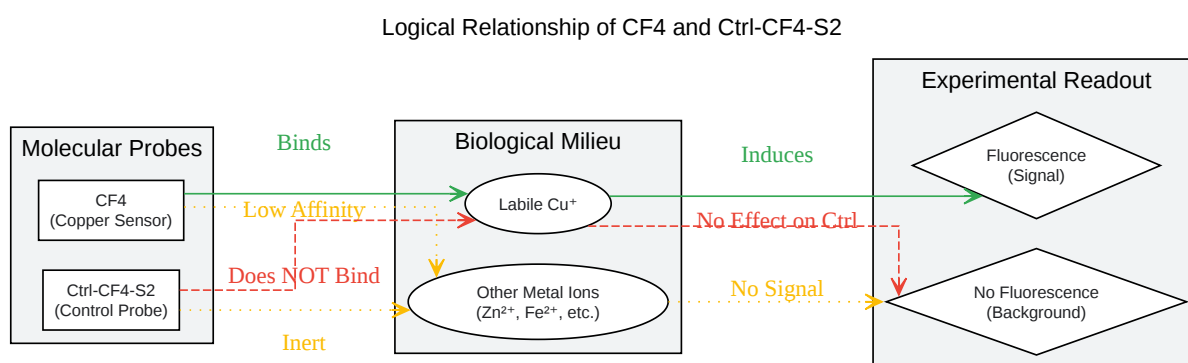 Logical Relationship of CF4 and Ctrl-CF4-S2
Molecular Probes
CF4
(Copper Sensor)
Ctrl-CF4-S2
(Control Probe)
Binds
Low Affinity
Does NOT Bind
Inert
Biological Milieu
Labile Cu⁺
Other Metal Ions
(Zn²⁺, Fe²⁺, etc.)
Induces
No Effect on Ctrl
No Signal
Experimental Readout
Fluorescence
(Signal)
No Fluorescence
(Background)